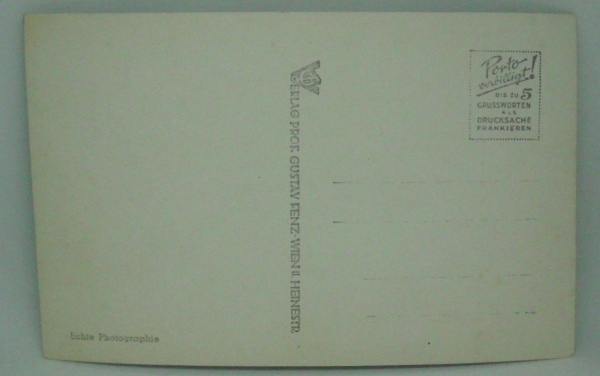 Porto
verbilligt!
BIS ZU 5
GRUSSWORTEN
ALS
DRUCKSACHE
FRANKIEREN
VERLAG PROF. GUSTAV PENZ-WIEN II. HEINESTR.
Echte Photographie